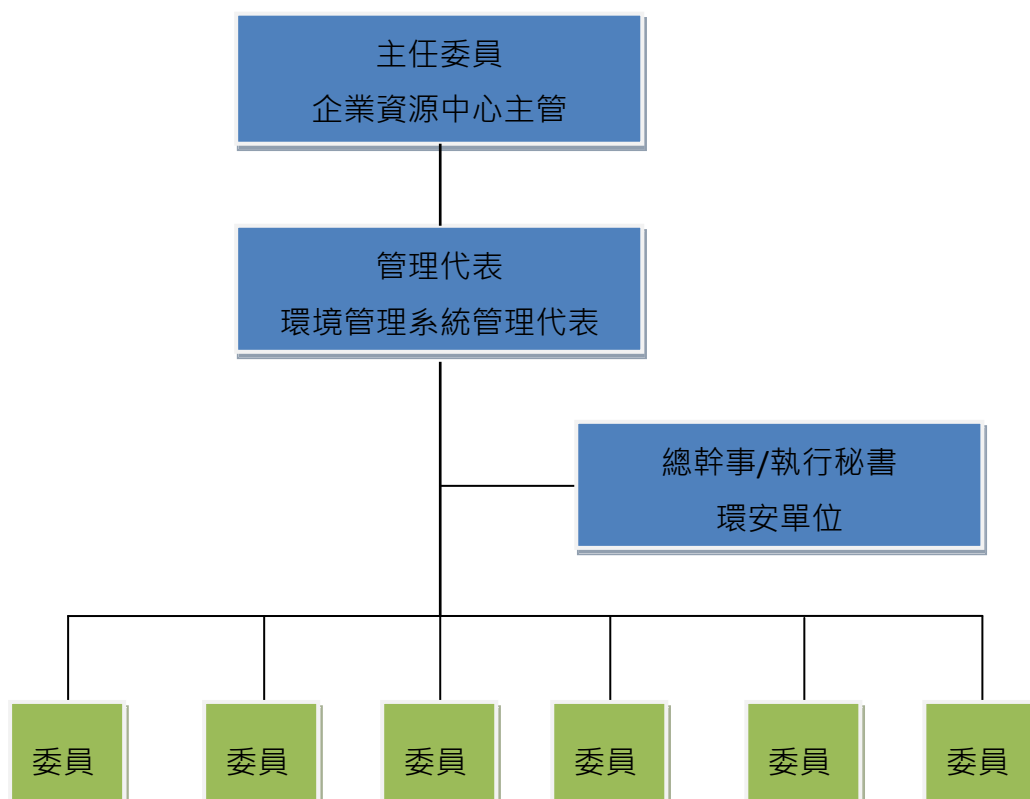 主任委員
企業資源中心主管
管理代表
環境管理系統管理代表
總幹事/執行秘書
環安單位
委員
委員
委員
委員
委員
委員